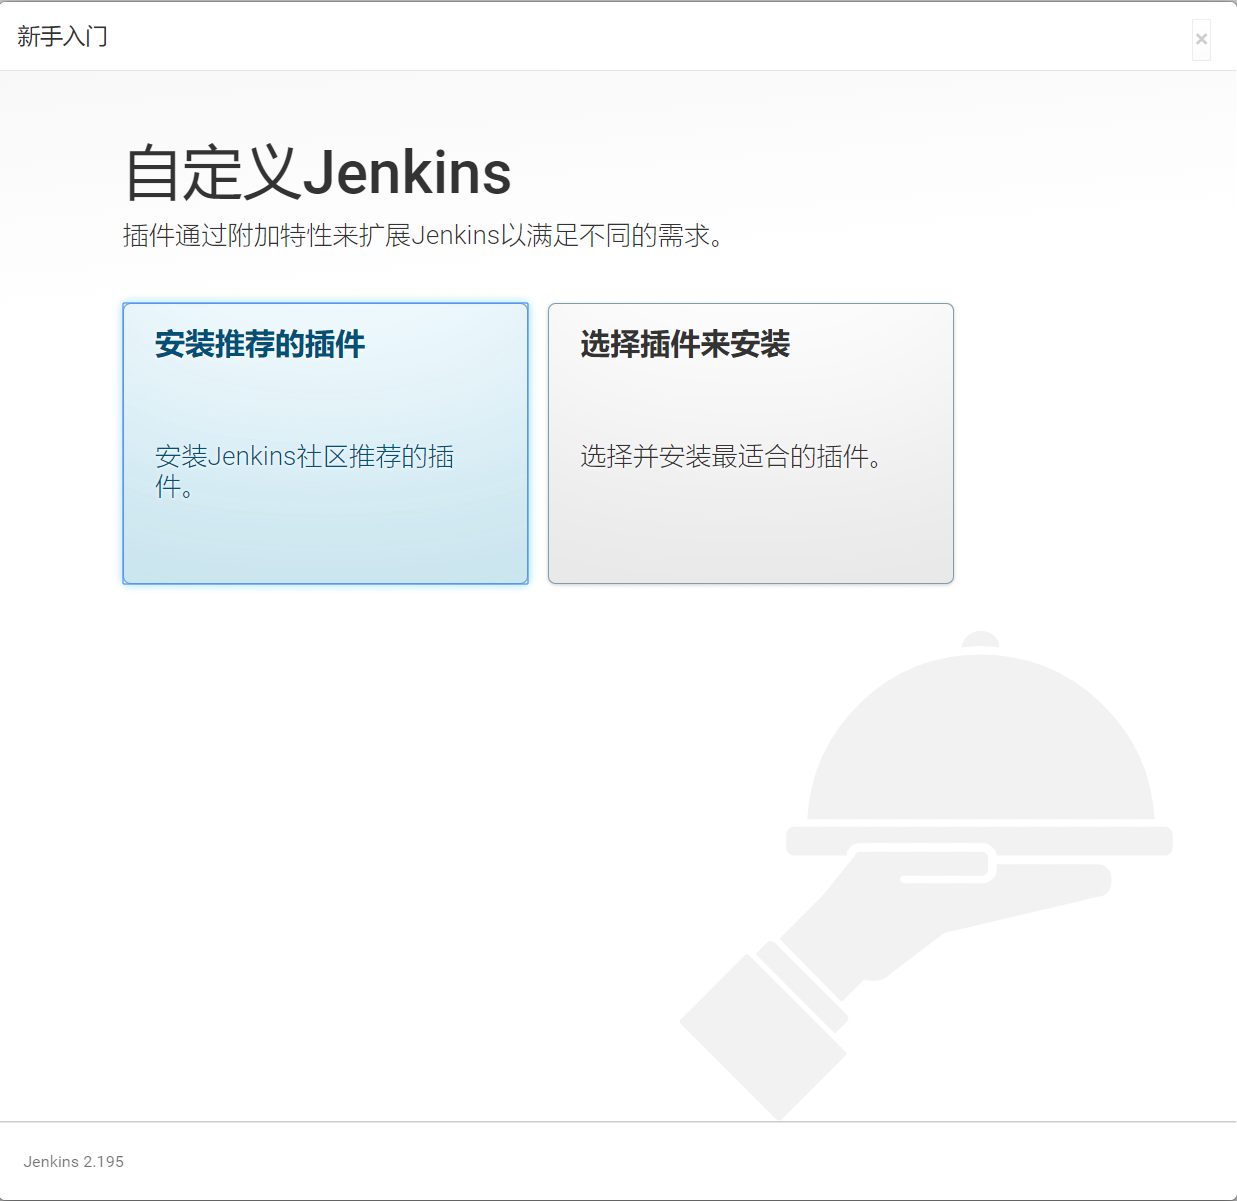 新手入门
×
自定义Jenkins
插件通过附加特性来扩展Jenkins以满足不同的需求。
安装推荐的插件
安装Jenkins社区推荐的插
件。
选择插件来安装
选择并安装最适合的插件。
Jenkins 2.195